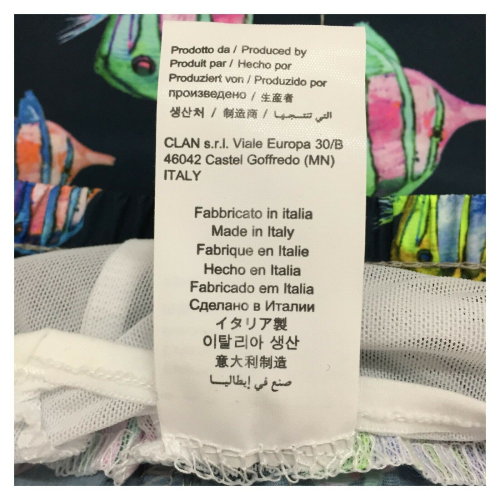 Prodotto da / Produced by
Produit par / Hecho por
Produziert von / Produzido por
произведено / 生産者
생산처 / 制造商 / التي تنتجها
CLAN s.r.l. Viale Europa 30/B
46042 Castel Goffredo (MN)
ITALY
Fabbricato in italia
Made in Italy
Fabrique en Italie
Hecho en Italia
Fabricado em Italia
Сделано в Италии
イタリア製
이탈리아 생산
意大利制造
صنع في إيطاليا